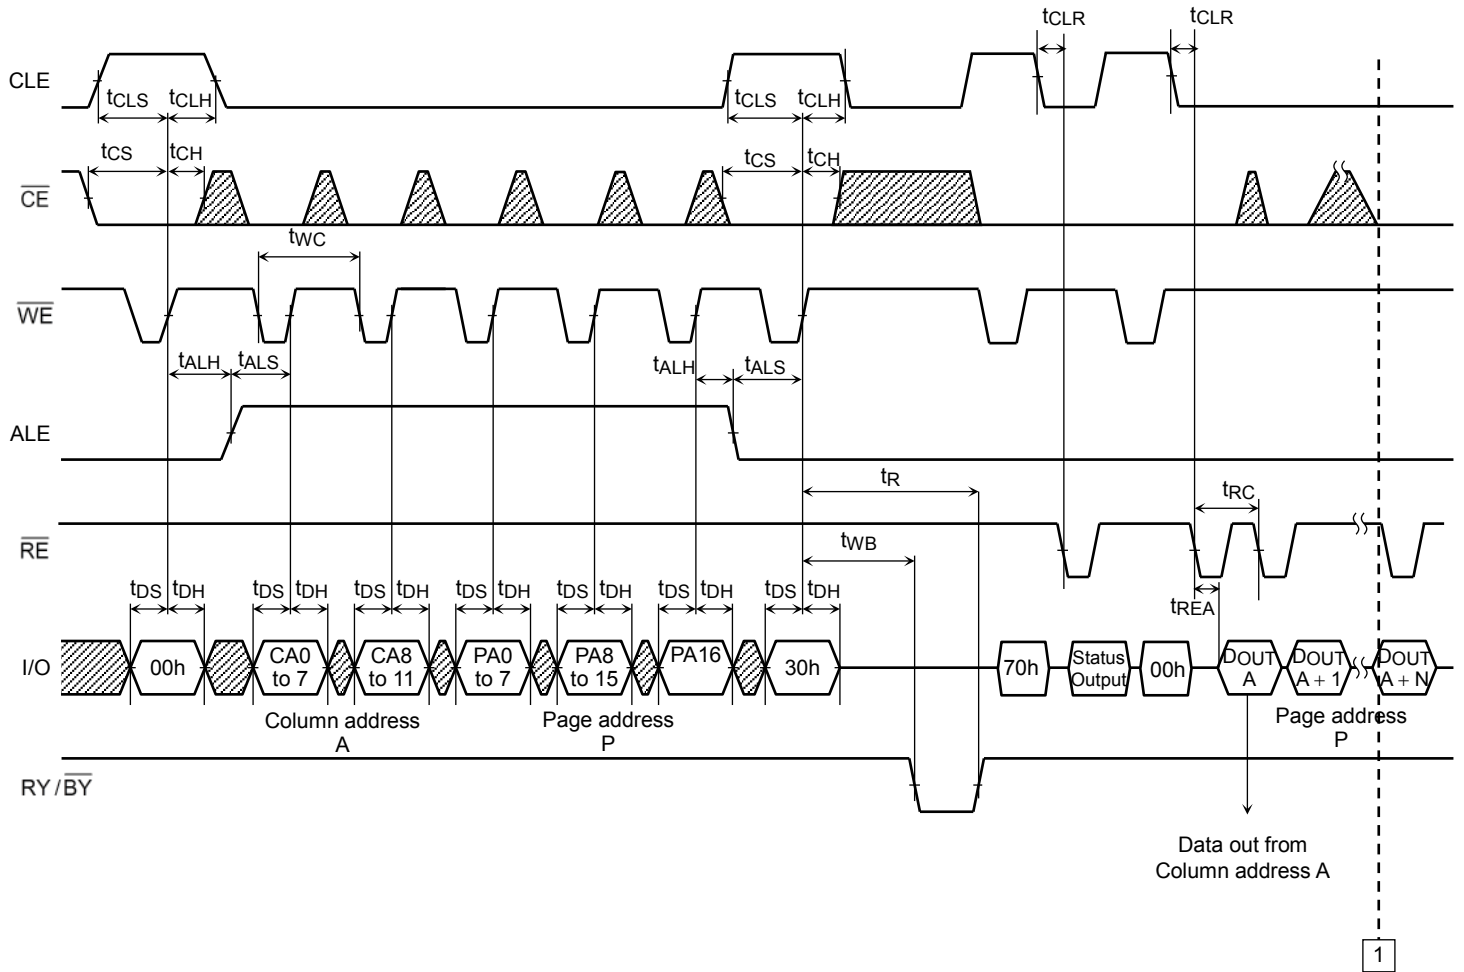 tCLR tCLR
CLE
tCLS tCLH tCLS tCLH
tCS tCH tCS tCH
CE
tWC
WE
tALH tALS tALH tALS
ALE
tR
tRC
RE
tWB
tDS tDH tDS tDH tDS tDH tDS tDH tDS tDH tDS tDH tDS tDH
tREA
I/O
00h
CA0 to 7
CA8 to 11
PA0 to 7
PA8 to 15
PA16
30h
70h
Status Output
00h
DOUT A
DOUT A + 1
DOUT A + N
Column address A
Page address P
Page address P
RY / BY
Data out from
Column address A
1